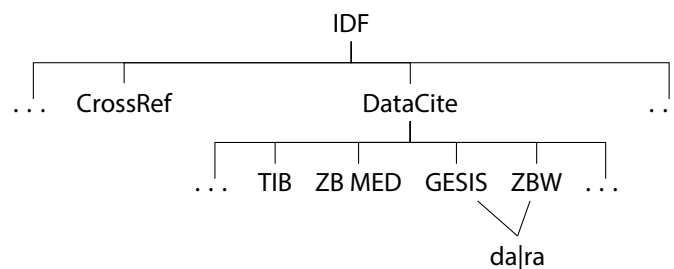 IDF
. . . CrossRef DataCite . .
. . . TIB ZB MED GESIS ZBW . . .
da|ra